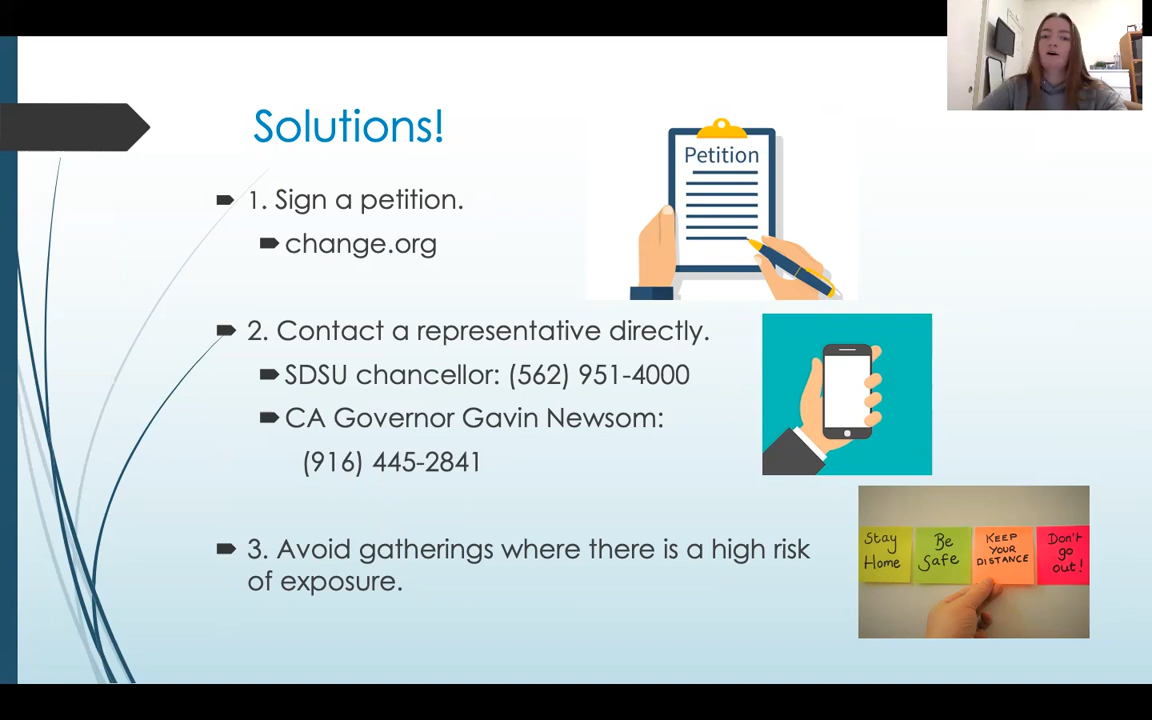 Solutions!
Petition
1. Sign a petition.
change.org
2. Contact a representative directly.
SDSU chancellor: (562) 951-4000
CA Governor Gavin Newsom:
(916) 445-2841
3. Avoid gatherings where there is a high risk
of exposure.
Stay
Home
Be
Safe
KEEP
YOUR
DISTANCE
Don't
go
out!